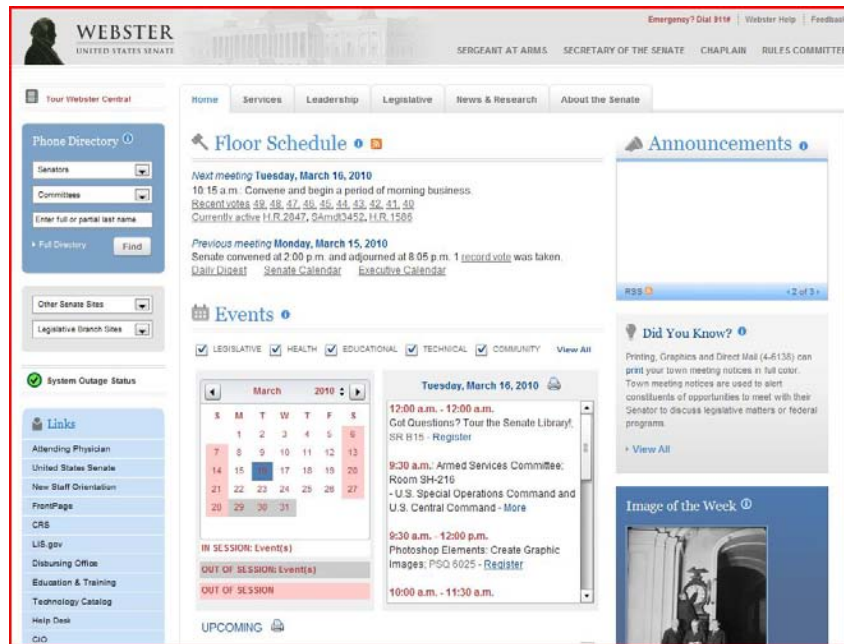 WEBSTER
UNITED STATES SENATE
Emergency? Dial 911# | Webster Help | Feedback
SERGEANT AT ARMS SECRETARY OF THE SENATE CHAPLAIN RULES COMMITTEE
Tour Webster Central
Home Services Leadership Legislative News & Research About the Senate
Phone Directory
Senators
Committees
Enter full or partial last name
Full Directory Find
Other Senate Sites
Legislative Branch Sites
System Outage Status
Links
Attending Physician
United States Senate
New Staff Orientation
FrontPage
CRS
LIS.gov
Disbursing Office
Education & Training
Technology Catalog
Help Desk
CIO
Floor Schedule
Next meeting Tuesday, March 16, 2010
10:15 a.m.: Convene and begin a period of morning business.
Recent votes 49, 48, 47, 46, 45, 44, 43, 42, 41, 40
Currently active H.R.2847, SAmdt3452, H.R.1586
Previous meeting Monday, March 15, 2010
Senate convened at 2:00 p.m. and adjourned at 8:05 p.m. 1 record vote was taken.
Daily Digest Senate Calendar Executive Calendar
Events
LEGISLATIVE HEALTH EDUCATIONAL TECHNICAL COMMUNITY View All
March 2010
S M T W T F S
1 2 3 4 5 6
7 8 9 10 11 12 13
14 15 16 17 18 19 20
21 22 23 24 25 26 27
28 29 30 31
IN SESSION: Event(s)
OUT OF SESSION: Event(s)
OUT OF SESSION
UPCOMING
Tuesday, March 16, 2010
12:00 a.m. - 12:00 a.m.
Got Questions? Tour the Senate Library!;
SR B15 - Register
9:30 a.m.: Armed Services Committee;
Room SH-216
- U.S. Special Operations Command and
U.S. Central Command - More
9:30 a.m. - 12:00 p.m.
Photoshop Elements: Create Graphic
Images; PSQ 6025 - Register
10:00 a.m. - 11:30 a.m.
Announcements
RSS 2 of 3
Did You Know?
Printing, Graphics and Direct Mail (4-6138) can
print your town meeting notices in full color.
Town meeting notices are used to alert
constituents of opportunities to meet with their
Senator to discuss legislative matters or federal
programs.
View All
Image of the Week